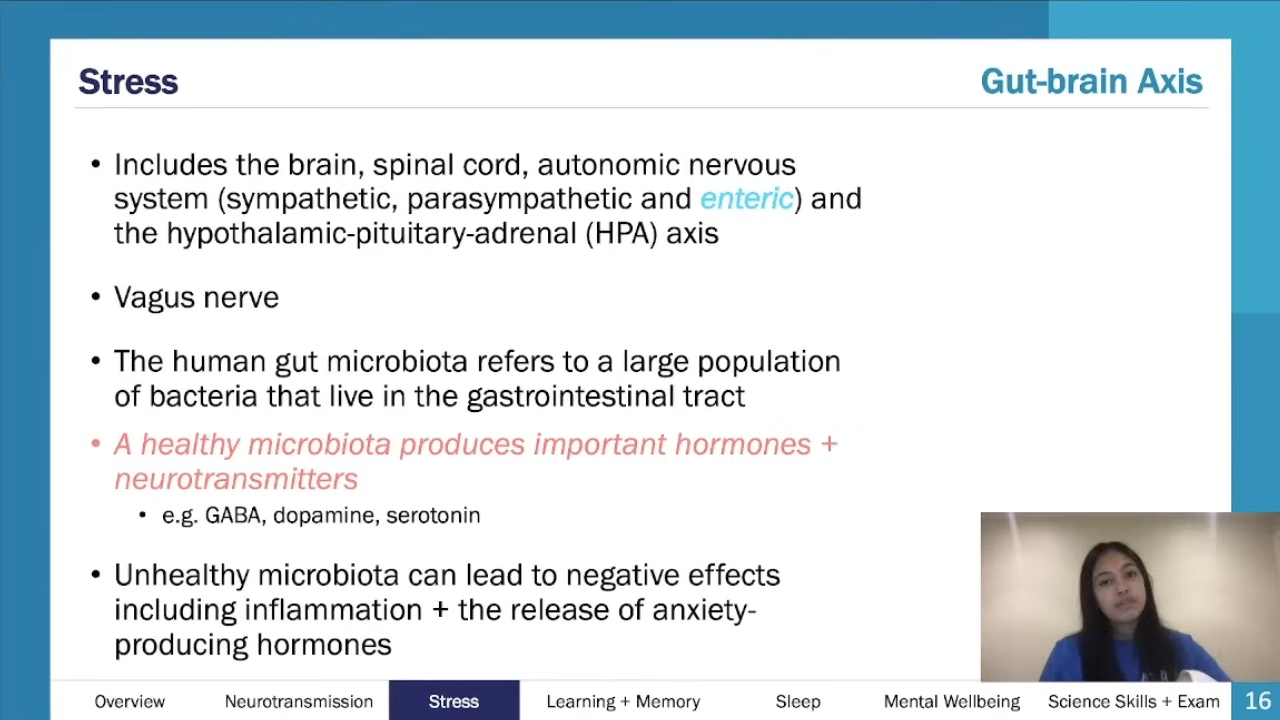 Stress
Gut-brain Axis
• Includes the brain, spinal cord, autonomic nervous
system (sympathetic, parasympathetic and enteric) and
the hypothalamic-pituitary-adrenal (HPA) axis
• Vagus nerve
• The human gut microbiota refers to a large population
of bacteria that live in the gastrointestinal tract
• A healthy microbiota produces important hormones +
neurotransmitters
• e.g. GABA, dopamine, serotonin
• Unhealthy microbiota can lead to negative effects
including inflammation + the release of anxiety-
producing hormones
Overview Neurotransmission Stress Learning + Memory Sleep Mental Wellbeing Science Skills + Exam 16